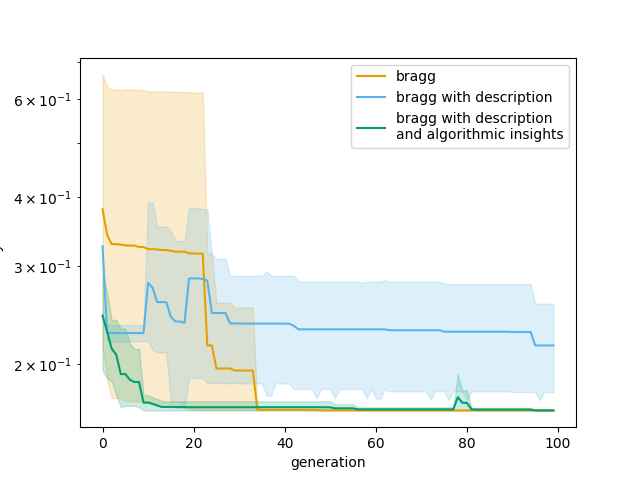 bragg
bragg with description
bragg with description
and algorithmic insights
6 × 10⁻¹
4 × 10⁻¹
3 × 10⁻¹
2 × 10⁻¹
0
20
40
60
80
100
generation